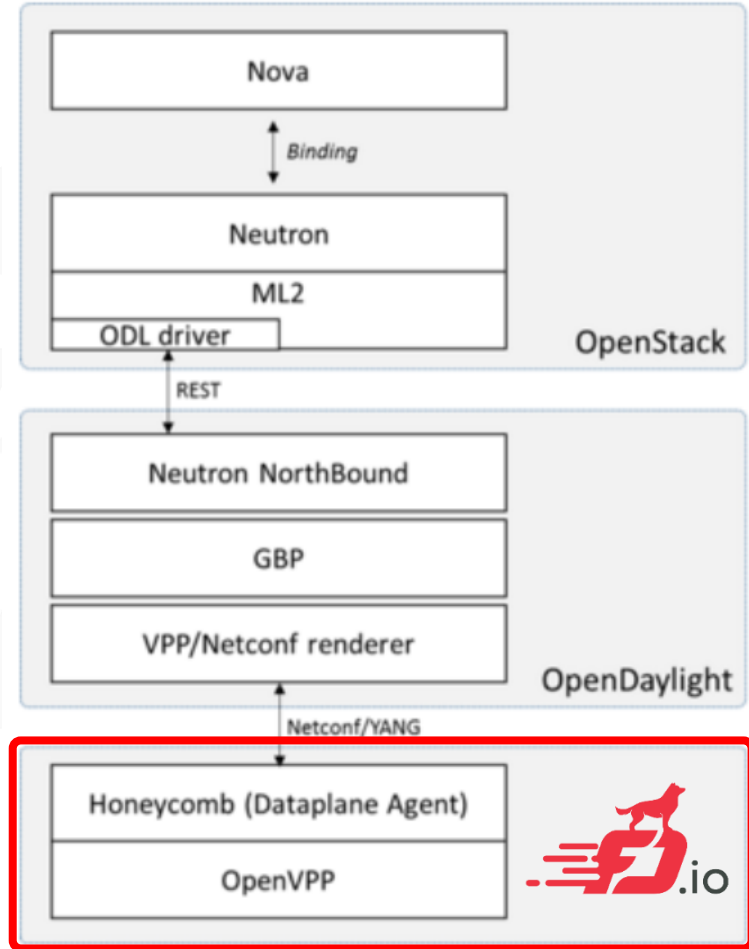 Nova
Binding
Neutron
ML2
ODL driver
OpenStack
REST
Neutron NorthBound
GBP
VPP/Netconf renderer
OpenDaylight
Netconf/YANG
Honeycomb (Dataplane Agent)
OpenVPP
FD.io